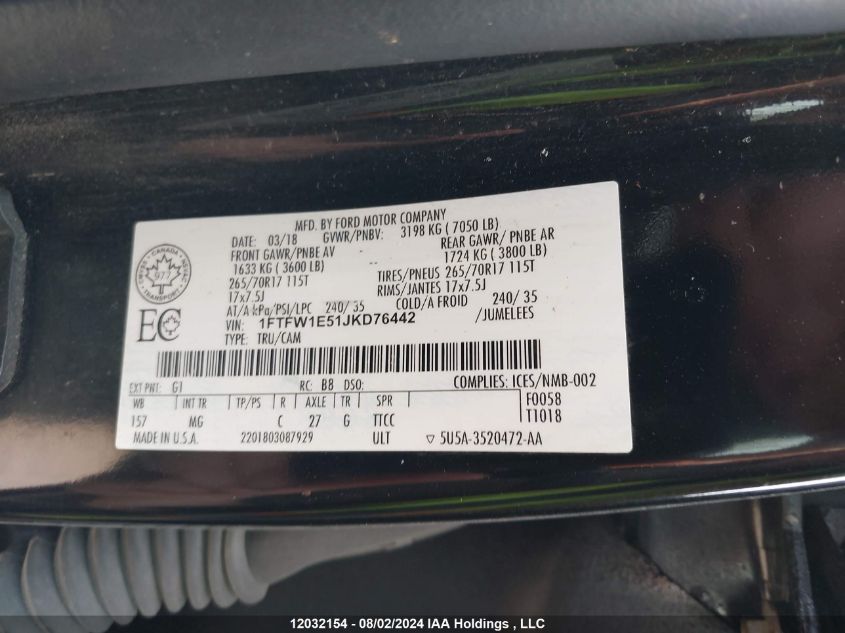 MFD. BY FORD MOTOR COMPANY
DATE: 03/18 GVWR/PNBV: 3198 KG ( 7050 LB)
FRONT GAWR/PNBE AV REAR GAWR/ PNBE AR
1633 KG ( 3600 LB) 1724 KG ( 3800 LB)
265/70R17 115T TIRES/PNEUS 265/70R17 115T
17x7.5J RIMS/JANTES 17x7.5J
AT/A kPa/PSI/LPC 240/ 35 COLD/A FROID 240/ 35
VIN: 1FTFW1E51JKD76442 /JUMELEES
TYPE: TRU/CAM
CANADA
977
TRANSPORT
EC
EXT PNT: G1 RC: B8 DSO: COMPLIES: ICES/NMB-002
WB INT TR TP/PS R AXLE TR SPR F0058
157 MG C 27 G TTCC T1018
MADE IN U.S.A. 2201803087929 ULT 5U5A-3520472-AA
12032154 - 08/02/2024 IAA Holdings , LLC